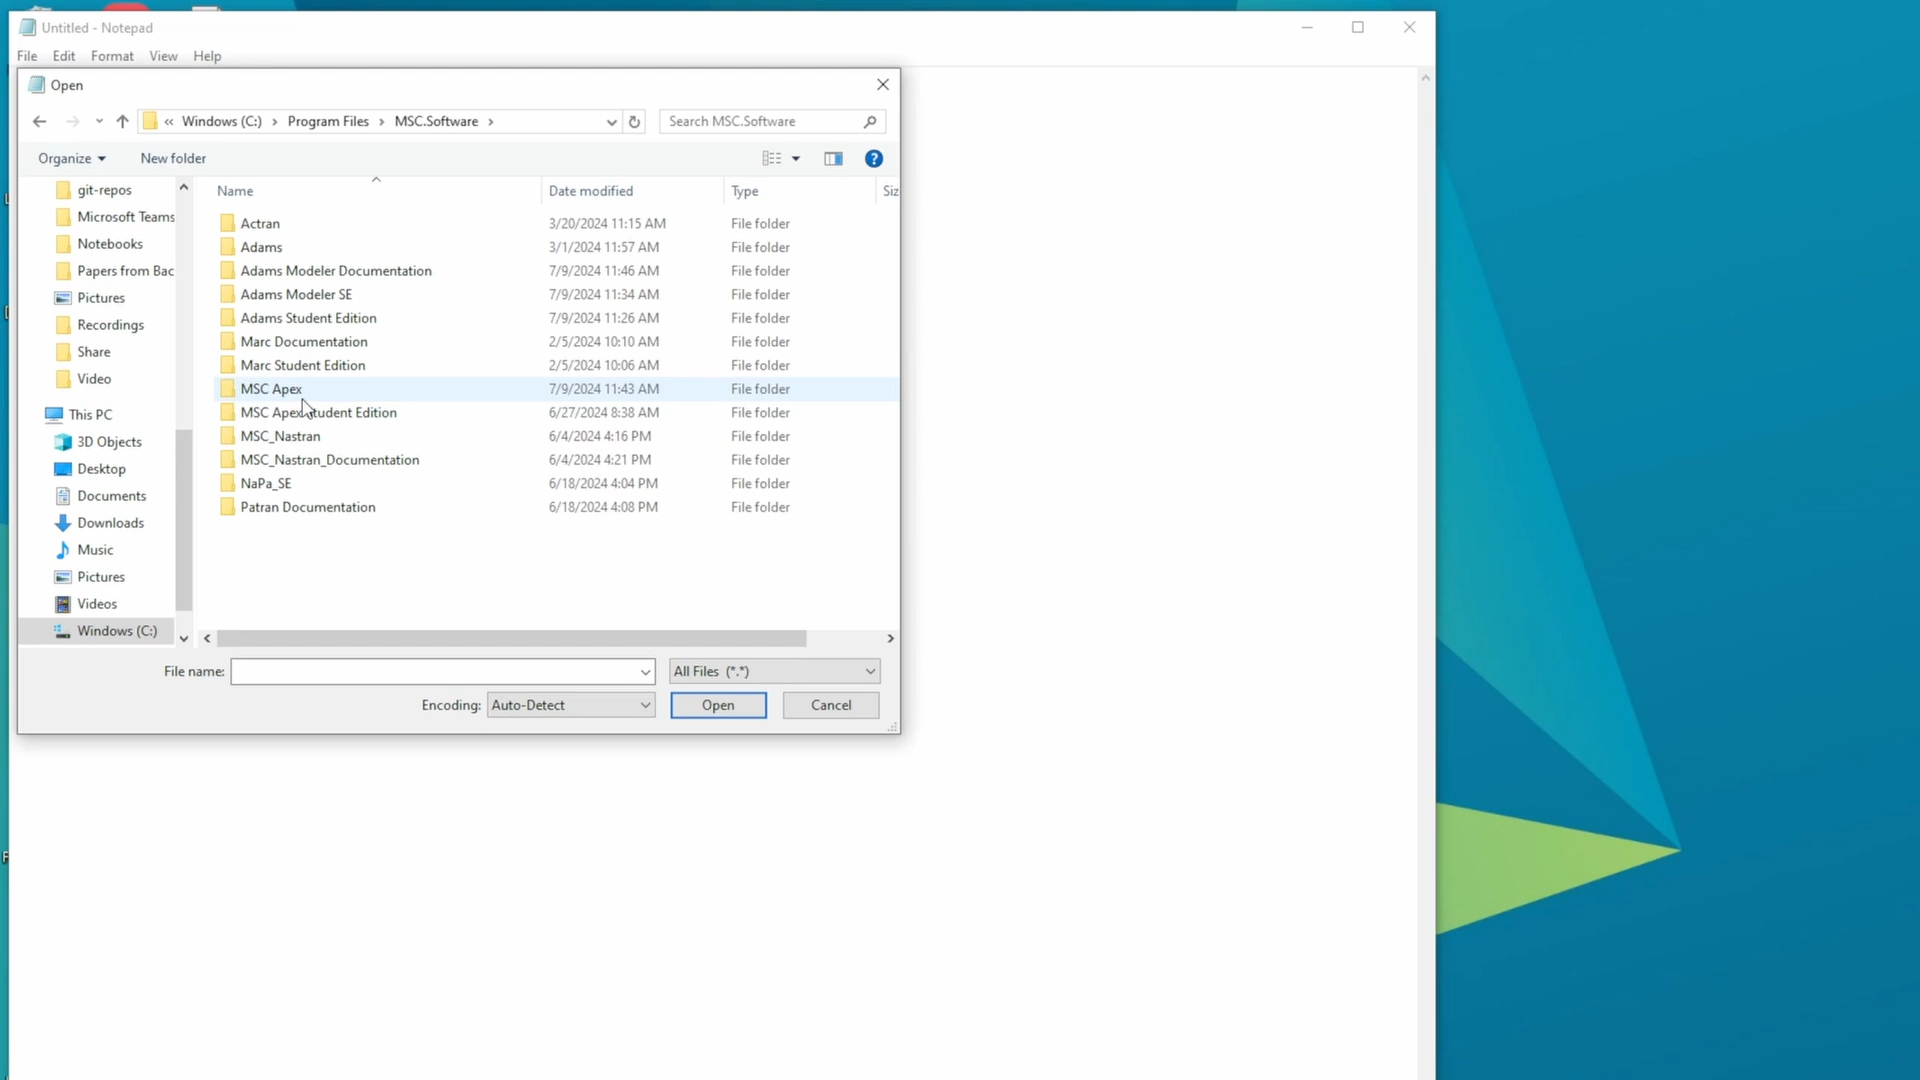 Untitled - Notepad
File Edit Format View Help
Open
« Windows (C:) › Program Files › MSC.Software ›
Search MSC.Software
Organize New folder
Name Date modified Type Siz
git-repos
Microsoft Teams
Notebooks
Papers from Bac
Pictures
Recordings
Share
Video
This PC
3D Objects
Desktop
Documents
Downloads
Music
Pictures
Videos
Windows (C:)
Actran 3/20/2024 11:15 AM File folder
Adams 3/1/2024 11:57 AM File folder
Adams Modeler Documentation 7/9/2024 11:46 AM File folder
Adams Modeler SE 7/9/2024 11:34 AM File folder
Adams Student Edition 7/9/2024 11:26 AM File folder
Marc Documentation 2/5/2024 10:10 AM File folder
Marc Student Edition 2/5/2024 10:06 AM File folder
MSC Apex 7/9/2024 11:43 AM File folder
MSC Apex Student Edition 6/27/2024 8:38 AM File folder
MSC_Nastran 6/4/2024 4:16 PM File folder
MSC_Nastran_Documentation 6/4/2024 4:21 PM File folder
NaPa_SE 6/18/2024 4:04 PM File folder
Patran Documentation 6/18/2024 4:08 PM File folder
File name: All Files (*.*)
Encoding: Auto-Detect Open Cancel